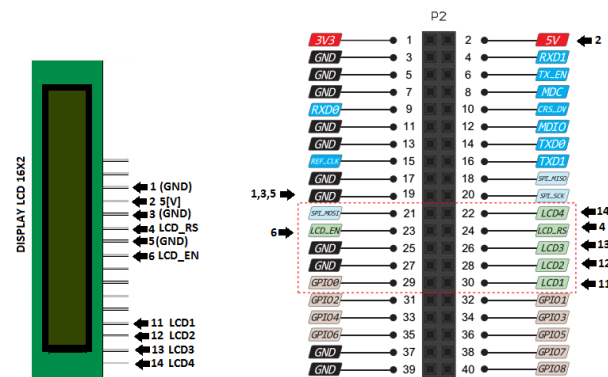 DISPLAY LCD 16X2
1 (GND)
2 5[V]
3 (GND)
4 LCD_RS
5(GND)
6 LCD_EN
11 LCD1
12 LCD2
13 LCD3
14 LCD4
P2
3V3 1 2 5V 2
GND 3 4 RXD1
GND 5 6 TX_EN
GND 7 8 MDC
RXD0 9 10 CRS_DV
GND 11 12 MDIO
GND 13 14 TXD0
REF_CLK 15 16 TXD1
GND 17 18 SPI_MISO
1,3,5 GND 19 20 SPI_SCK
SPI_MOSI 21 22 LCD4 14
6 LCD_EN 23 24 LCD_RS 4
GND 25 26 LCD3 13
GND 27 28 LCD2 12
GPIO0 29 30 LCD1 11
GPIO2 31 32 GPIO1
GPIO4 33 34 GPIO3
GPIO6 35 36 GPIO5
GND 37 38 GPIO7
GND 39 40 GPIO8